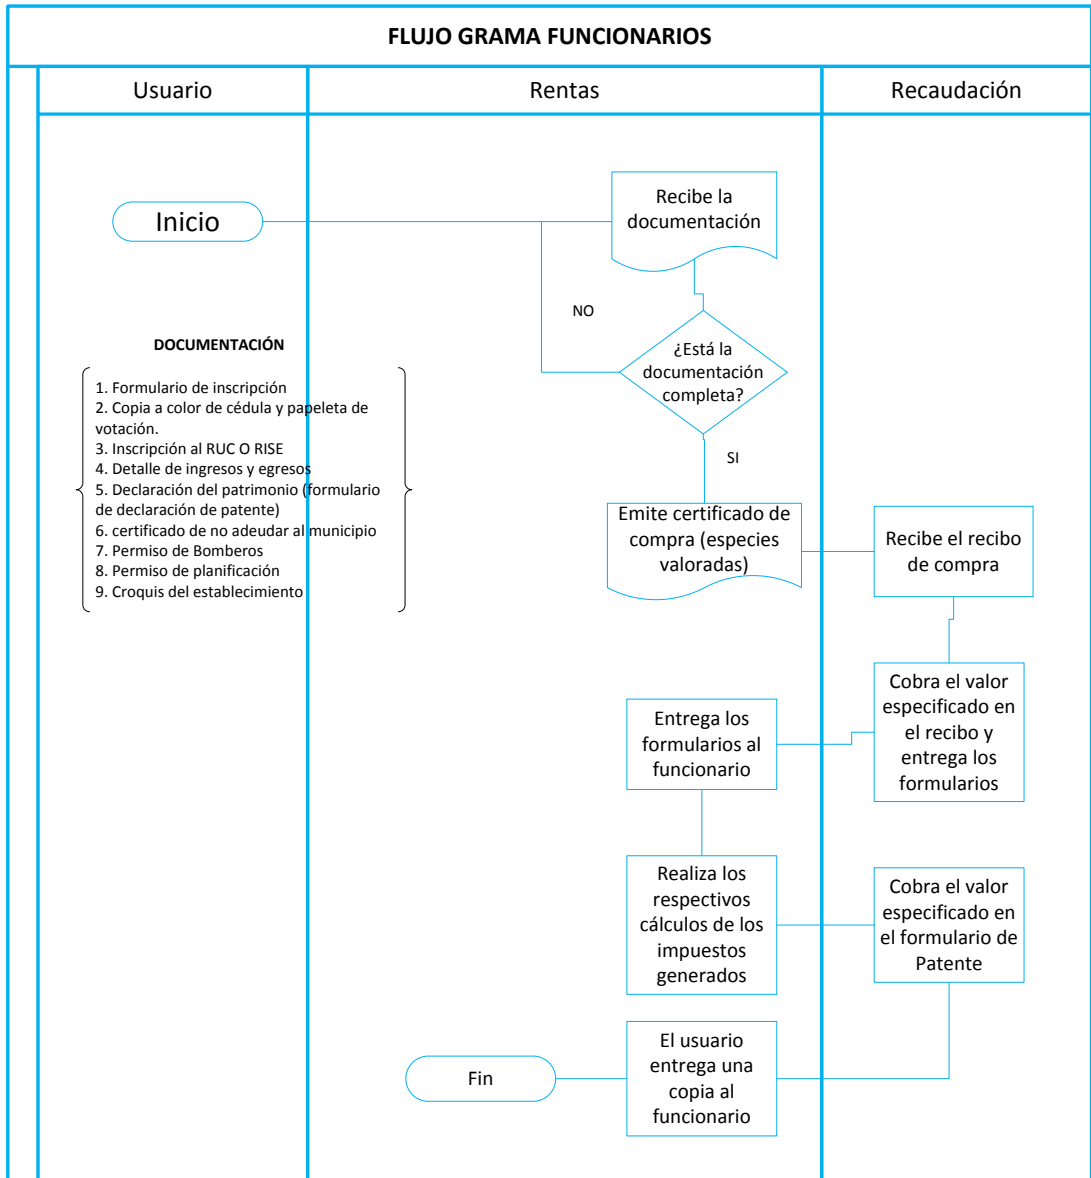 FLUJO GRAMA FUNCIONARIOS
Usuario
Rentas
Recaudación
Inicio
Recibe la
documentación
NO
¿Está la
documentación
completa?
SI
DOCUMENTACIÓN
1. Formulario de inscripción
2. Copia a color de cédula y papeleta de
votación.
3. Inscripción al RUC O RISE
4. Detalle de ingresos y egresos
5. Declaración del patrimonio (formulario
de declaración de patente)
6. certificado de no adeudar al municipio
7. Permiso de Bomberos
8. Permiso de planificación
9. Croquis del establecimiento
Emite certificado de
compra (especies
valoradas)
Recibe el recibo
de compra
Cobra el valor
especificado en
el recibo y
entrega los
formularios
Entrega los
formularios al
funcionario
Realiza los
respectivos
cálculos de los
impuestos
generados
Cobra el valor
especificado en
el formulario de
Patente
El usuario
entrega una
copia al
funcionario
Fin